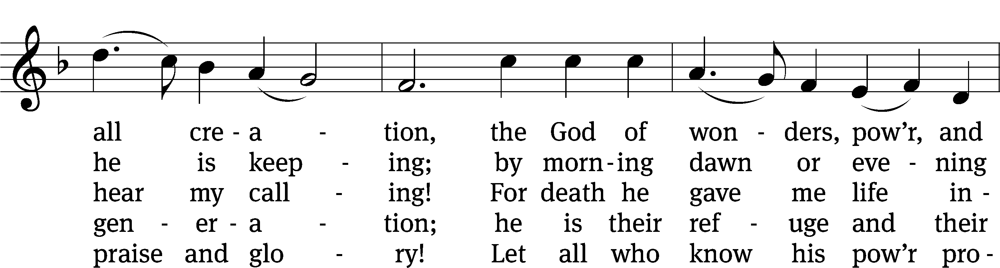 all cre - a - tion, the God of won - ders, pow’r, and
he is keep - ing; by morn - ing dawn or eve - ning
hear my call - ing! For death he gave me life in -
gen - er - a - tion; he is their ref - uge and their
praise and glo - ry! Let all who know his pow’r pro -